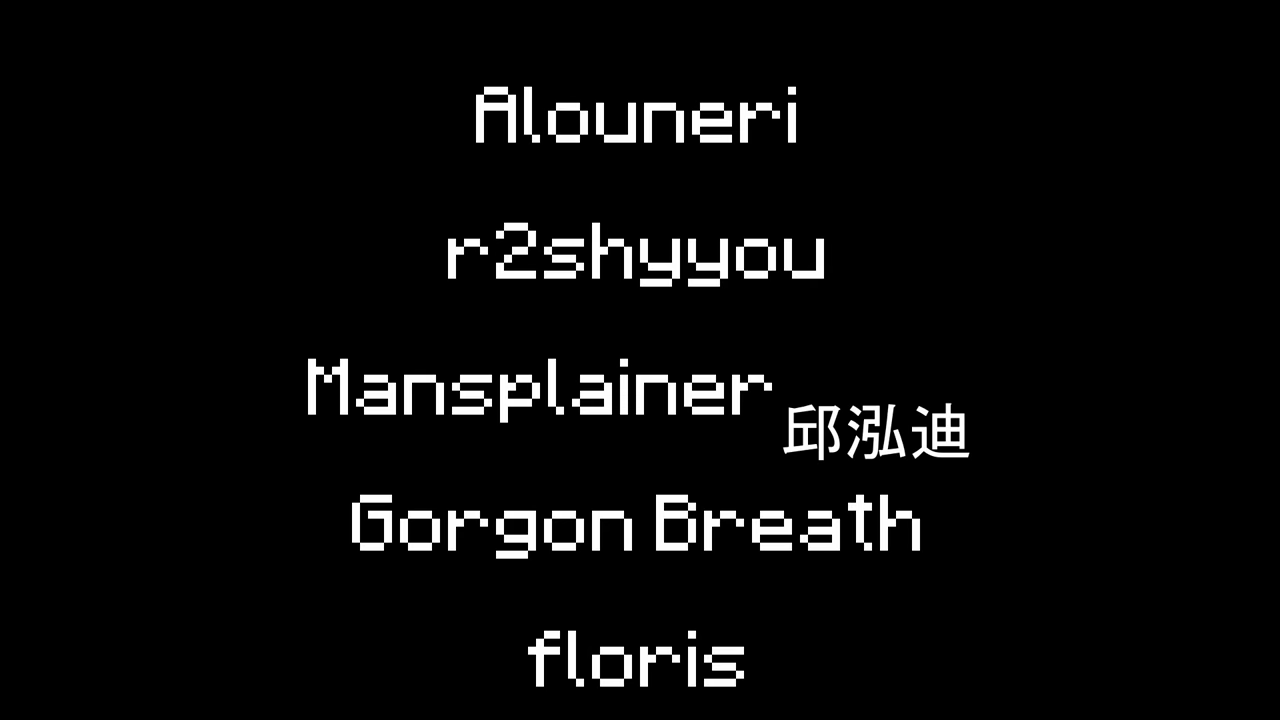 Alouneri
r2shyyou
Mansplainer
邱泓迪
Gorgon Breath
floris